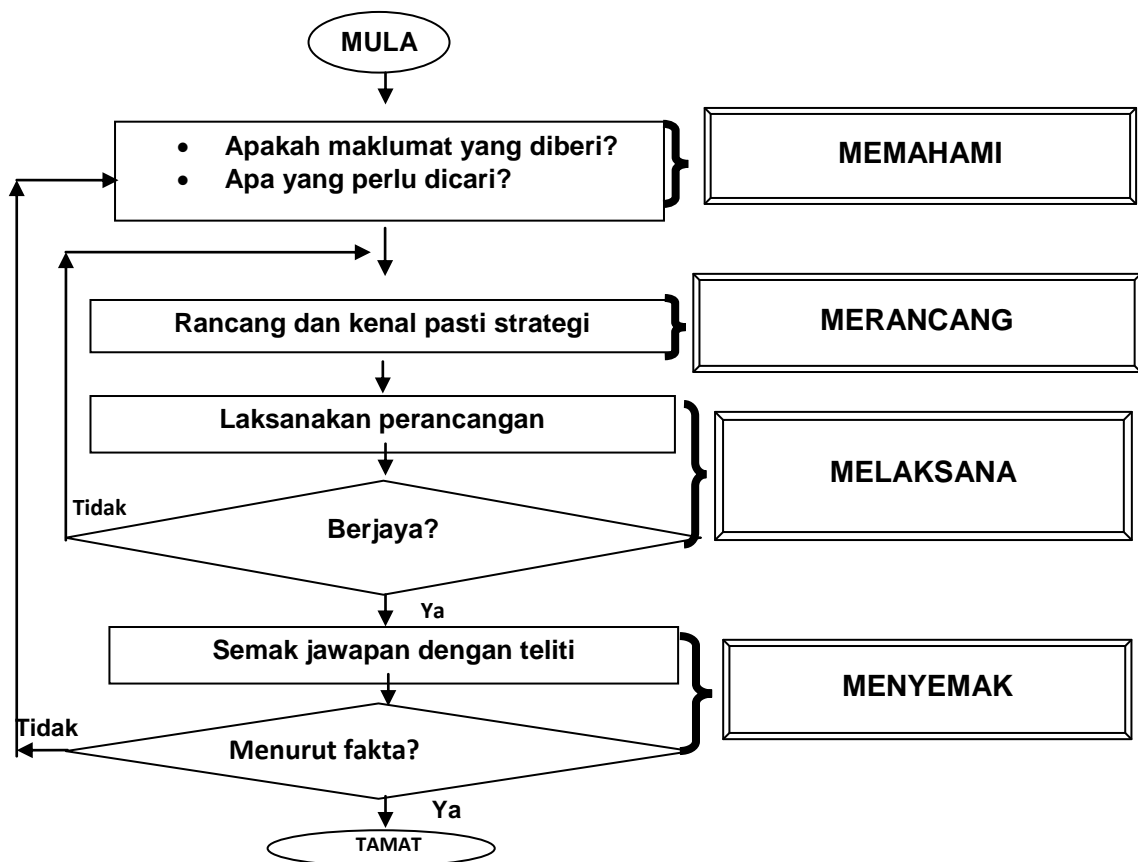 MULA
• Apakah maklumat yang diberi?
• Apa yang perlu dicari?
MEMAHAMI
Rancang dan kenal pasti strategi
MERANCANG
Laksanakan perancangan
MELAKSANA
Tidak
Berjaya?
Ya
Semak jawapan dengan teliti
MENYEMAK
Tidak
Menurut fakta?
Ya
TAMAT